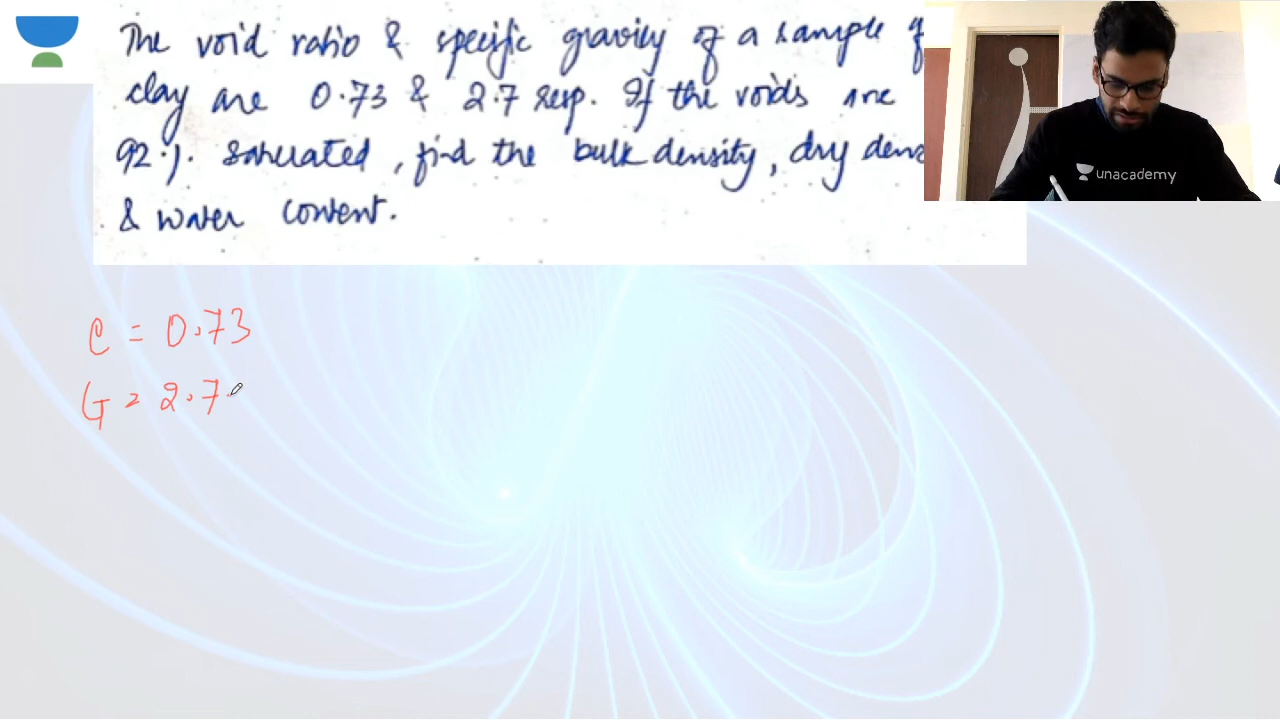 The void ratio & specific gravity of a sample of
clay are 0.73 & 2.7 resp. If the voids are
92%. saturated, find the bulk density, dry dens
& water content.
unacademy
e = 0.73
G = 2.7